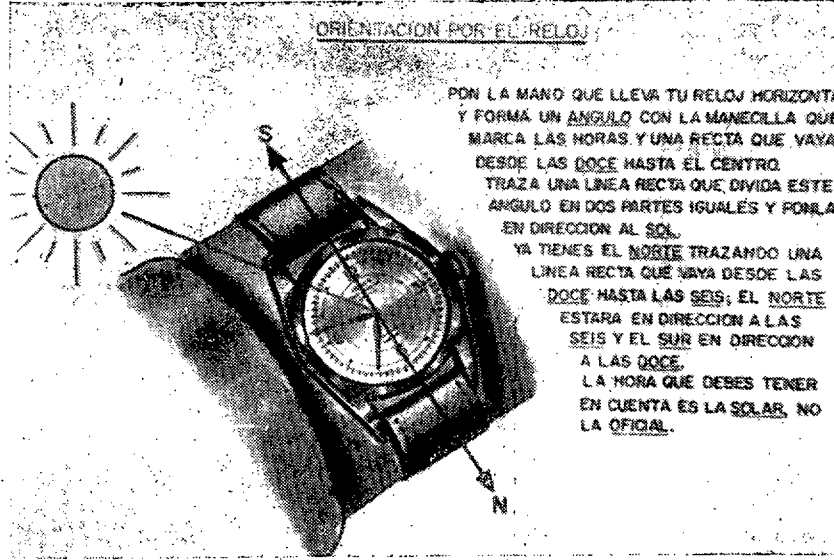 ORIENTACION POR EL RELOJ
PON LA MANO QUE LLEVA TU RELOJ HORIZONTA
Y FORMA UN ANGULO CON LA MANECILLA QUE
MARCA LAS HORAS Y UNA RECTA QUE VAYA
DESDE LAS DOCE HASTA EL CENTRO.
TRAZA UNA LINEA RECTA QUE DIVIDA ESTE
ANGULO EN DOS PARTES IGUALES Y PONLA
EN DIRECCION AL SOL.
YA TIENES EL NORTE TRAZANDO UNA
LINEA RECTA QUE VAYA DESDE LAS
DOCE HASTA LAS SEIS; EL NORTE
ESTARA EN DIRECCION A LAS
SEIS Y EL SUR EN DIRECCION
A LAS DOCE.
LA HORA QUE DEBES TENER
EN CUENTA ES LA SOLAR, NO
LA OFICIAL.
S
N